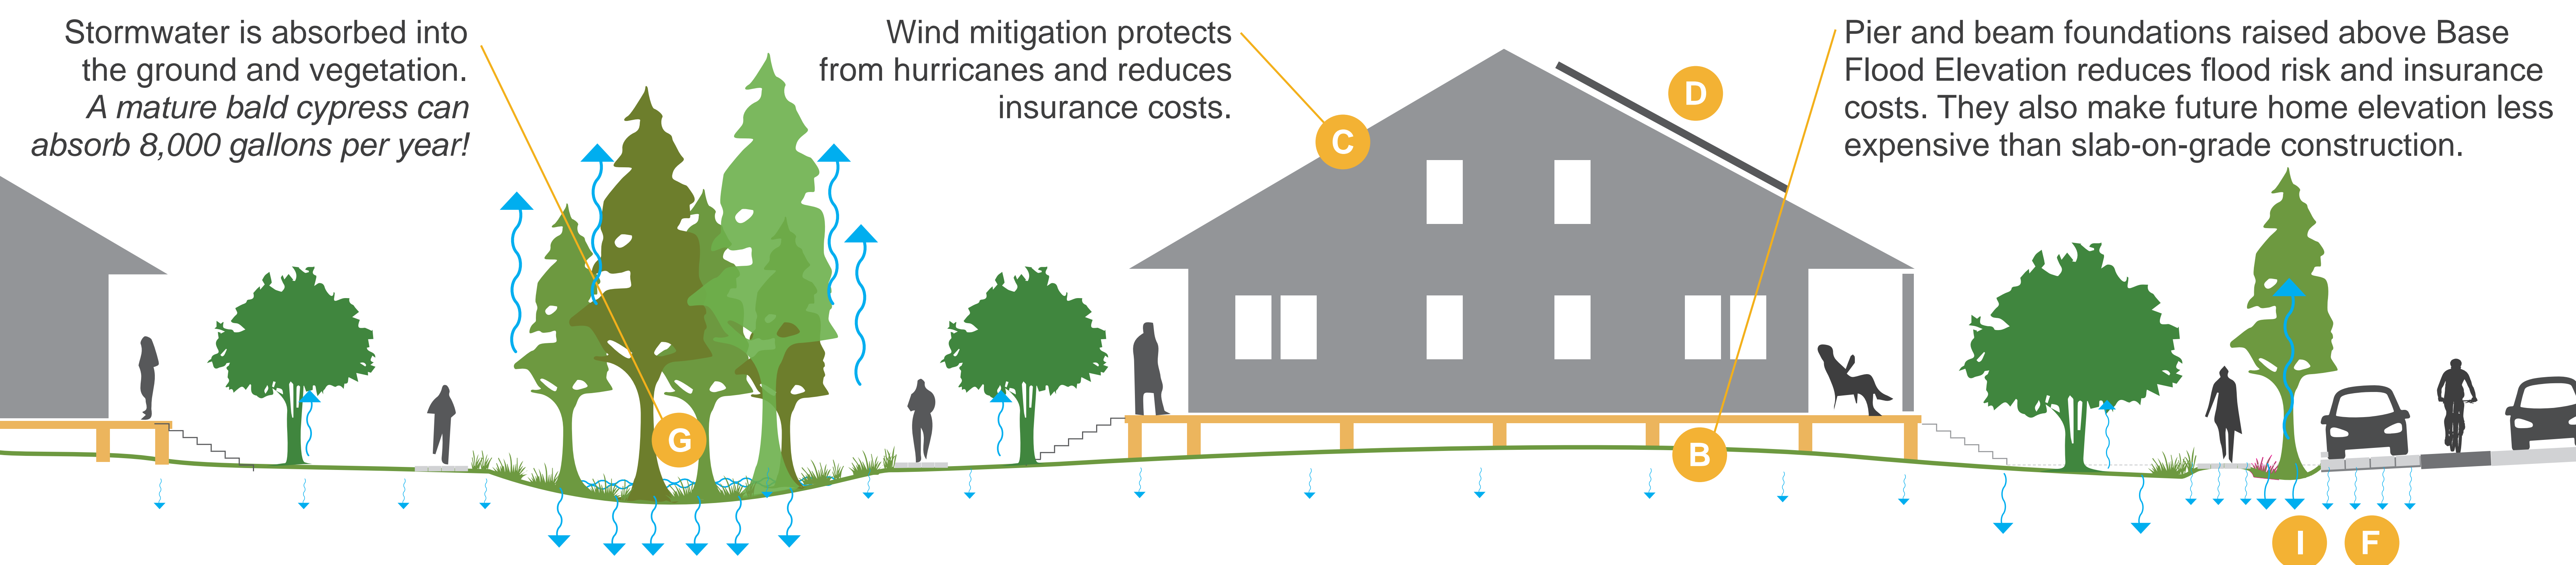 Stormwater is absorbed into
the ground and vegetation.
A mature bald cypress can
absorb 8,000 gallons per year!
Wind mitigation protects
from hurricanes and reduces
insurance costs.
Pier and beam foundations raised above Base
Flood Elevation reduces flood risk and insurance
costs. They also make future home elevation less
expensive than slab-on-grade construction.
D
C
G
B
I
F